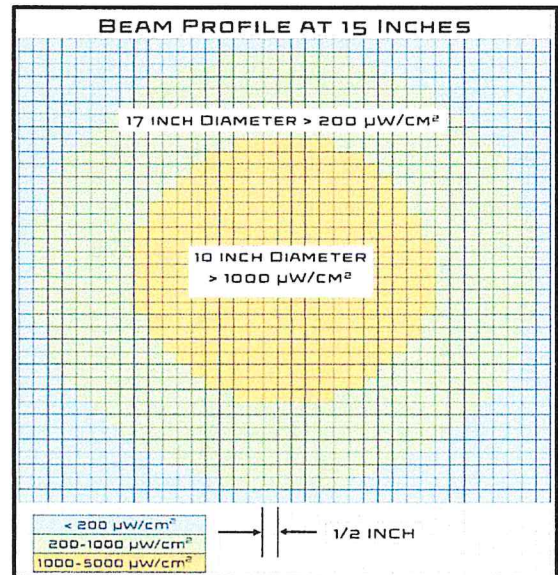 BEAM PROFILE AT 15 INCHES
17 INCH DIAMETER > 200 µW/CM²
10 INCH DIAMETER
> 1000 µW/CM²
< 200 µW/CM²
200-1000 µW/CM²
1000-5000 µW/CM²
1/2 INCH